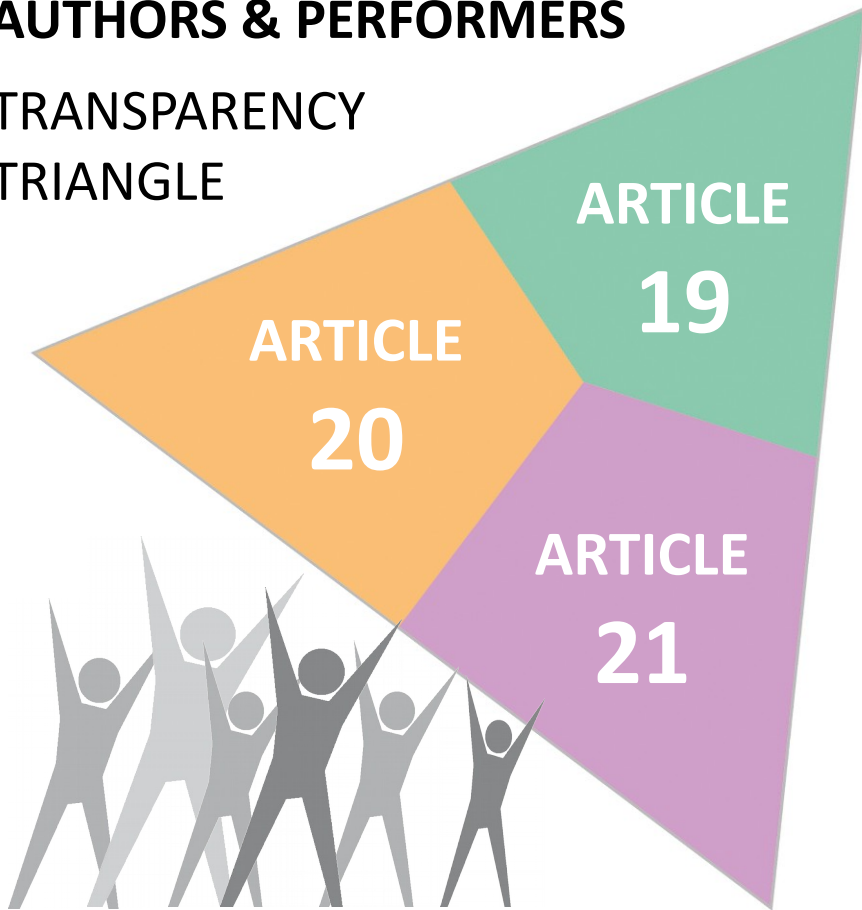 AUTHORS & PERFORMERS
TRANSPARENCY
TRIANGLE
ARTICLE
19
ARTICLE
20
ARTICLE
21